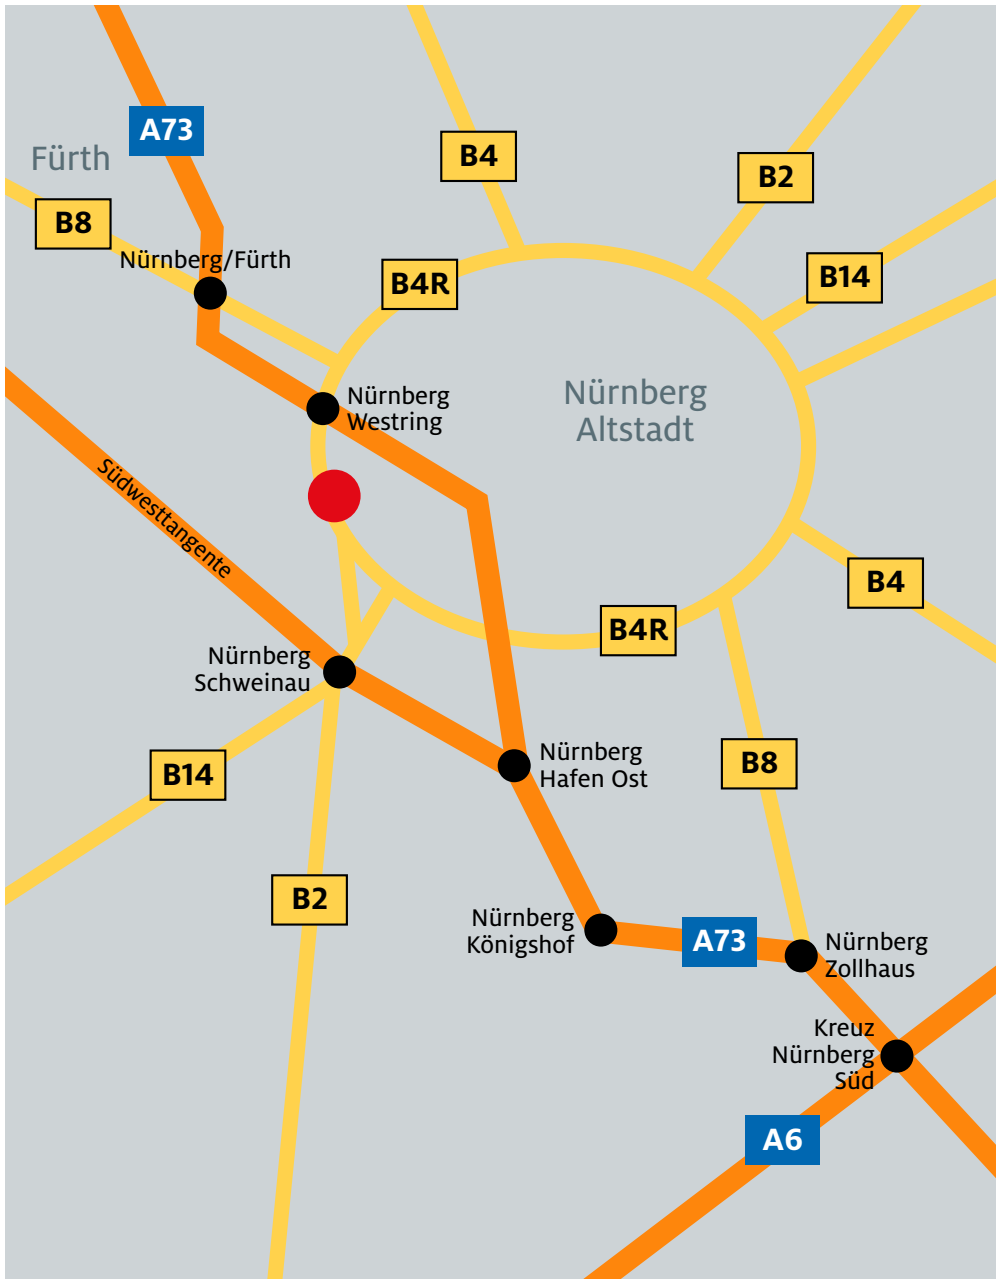 A73
B4
Fürth
B2
B8
Nürnberg/Fürth
B4R
B14
Nürnberg
Westring
Nürnberg
Altstadt
Südwesttangente
B4
B4R
Nürnberg
Schweinau
B14
Nürnberg
Hafen Ost
B8
B2
Nürnberg
Königshof
A73
Nürnberg
Zollhaus
Kreuz
Nürnberg
Süd
A6